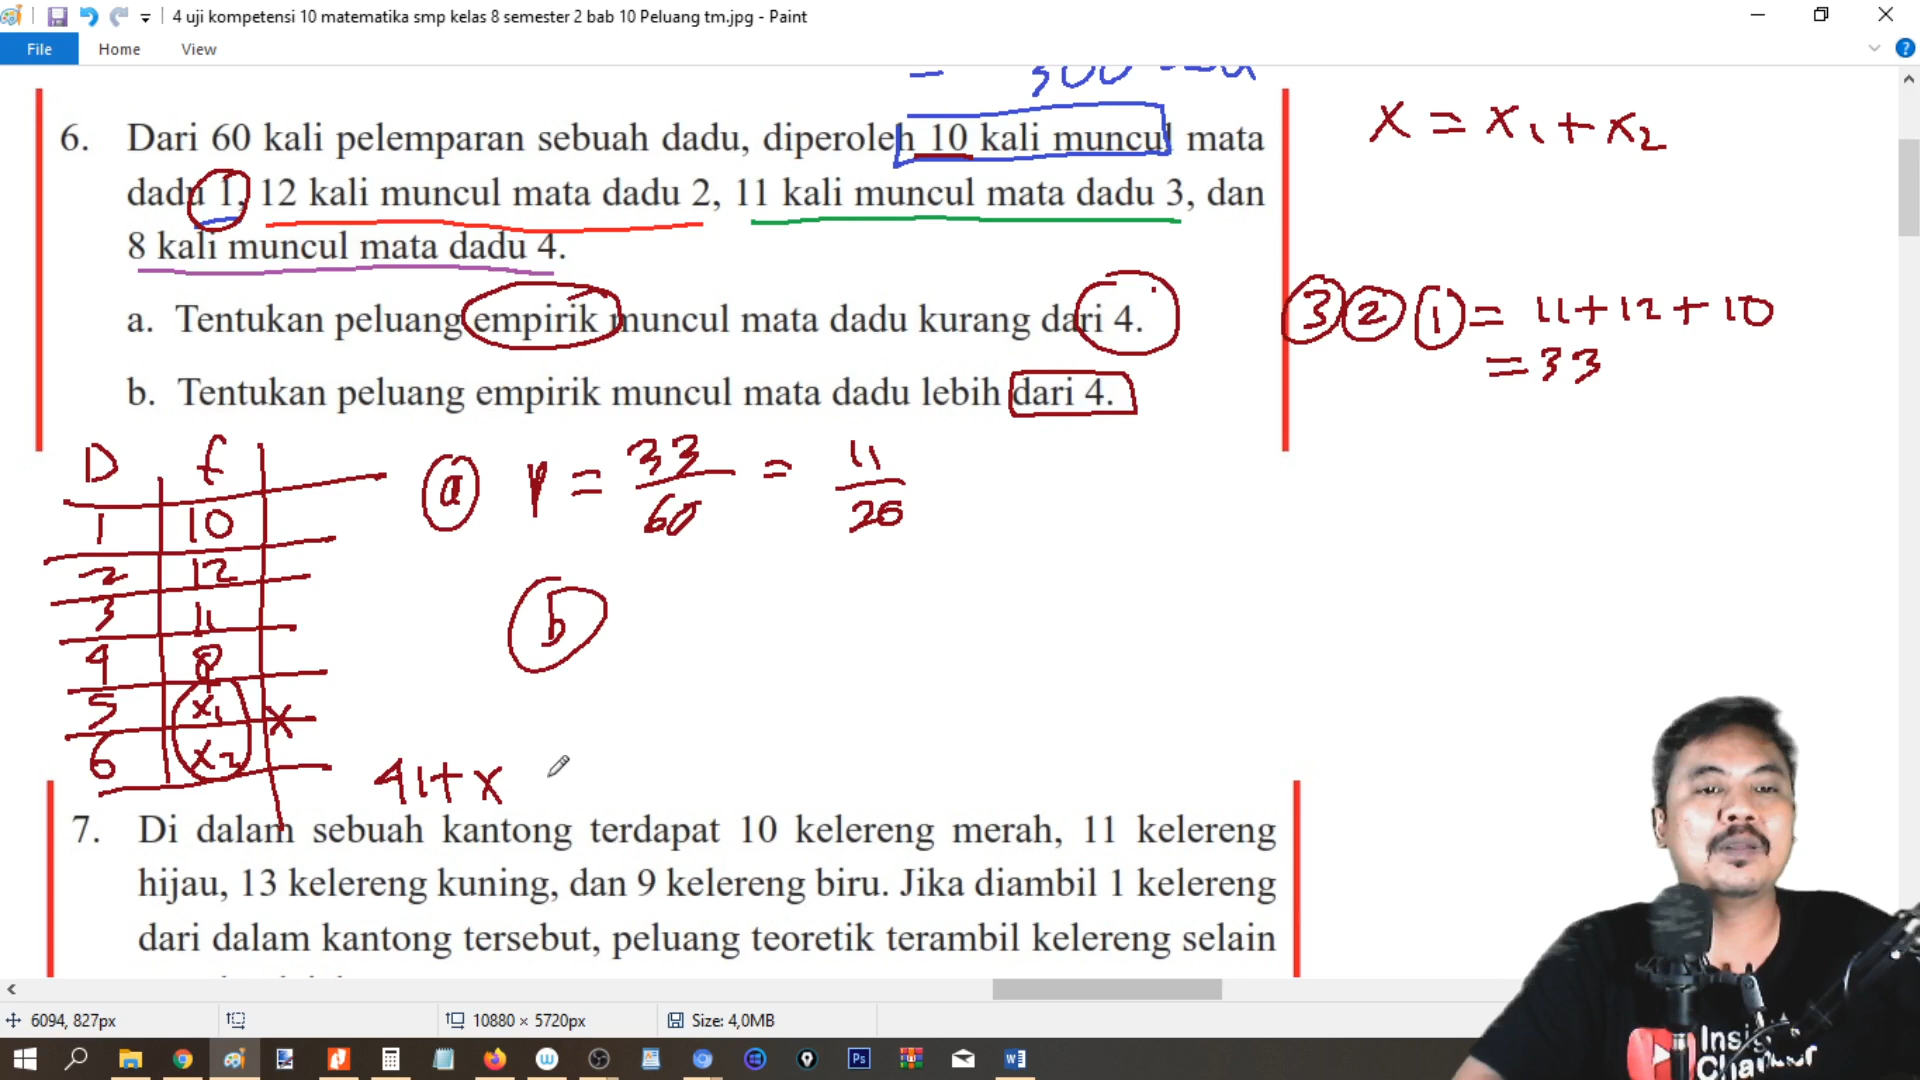 4 uji kompetensi 10 matematika smp kelas 8 semester 2 bab 10 Peluang tm.jpg - Paint
File Home View
x = x1 + x2
6. Dari 60 kali pelemparan sebuah dadu, diperoleh 10 kali muncul mata
dadu 1, 12 kali muncul mata dadu 2, 11 kali muncul mata dadu 3, dan
8 kali muncul mata dadu 4.
a. Tentukan peluang empirik muncul mata dadu kurang dari 4.
3 2 1 = 11 + 12 + 10
= 33
b. Tentukan peluang empirik muncul mata dadu lebih dari 4.
D f
1 10
2 12
3 11
4 8
5 x1 x
6 x2
a = 33/60 = 11/20
b
41 + x
7. Di dalam sebuah kantong terdapat 10 kelereng merah, 11 kelereng
hijau, 13 kelereng kuning, dan 9 kelereng biru. Jika diambil 1 kelereng
dari dalam kantong tersebut, peluang teoretik terambil kelereng selain
6094, 827px
10880 × 5720px
Size: 4,0MB
Ps